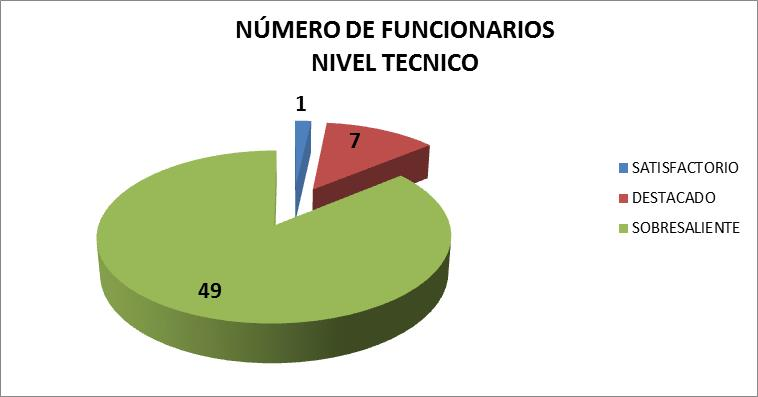 NÚMERO DE FUNCIONARIOS
NIVEL TECNICO
1
7
49
SATISFACTORIO
DESTACADO
SOBRESALIENTE